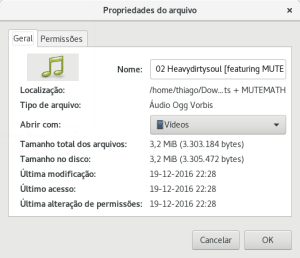 Propriedades do arquivo
Geral Permissões
Nome: 02 Heavydirtysoul [featuring MUTE
Localização: /home/thiago/Dow...ts + MUTEMATH
Tipo de arquivo: Áudio Ogg Vorbis
Abrir com: Vídeos
Tamanho total dos arquivos: 3,2 MiB (3.303.184 bytes)
Tamanho no disco: 3,2 MiB (3.305.472 bytes)
Última modificação: 19-12-2016 22:28
Último acesso: 19-12-2016 22:28
Última alteração de permissões: 19-12-2016 22:28
Cancelar OK